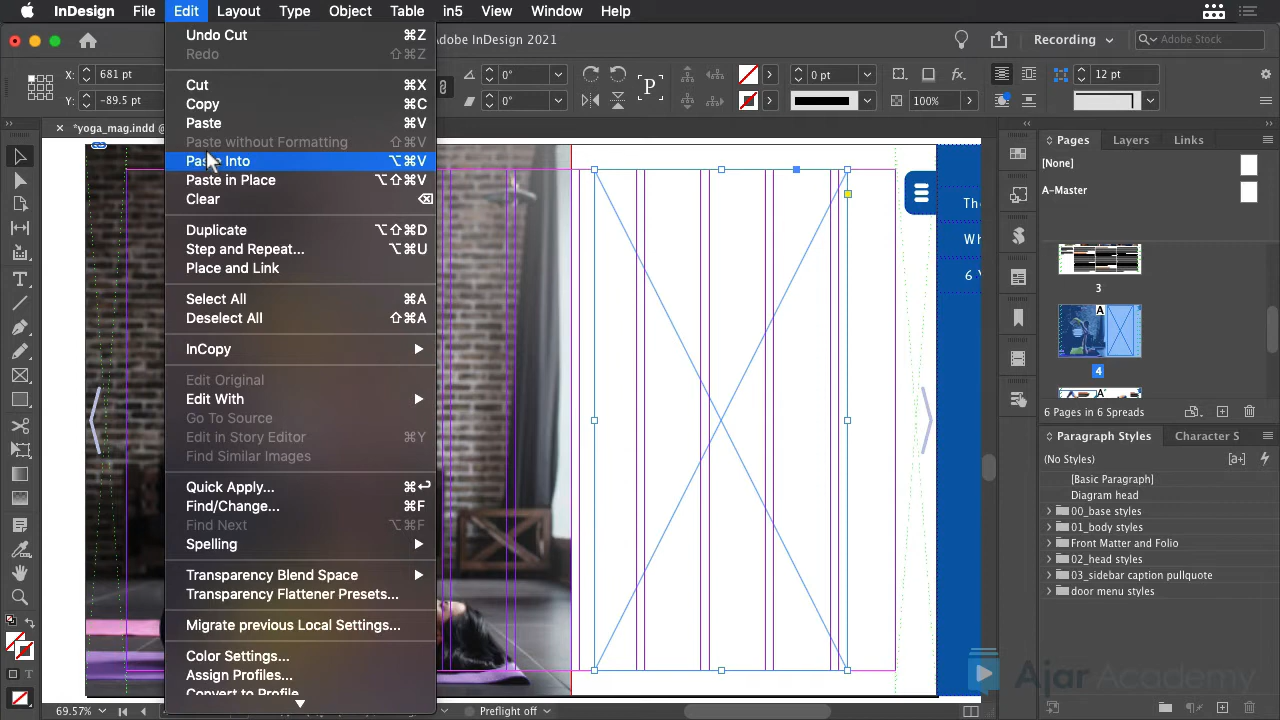 InDesign File Edit Layout Type Object Table in5 View Window Help
Undo Cut ⌘Z
Redo ⇧⌘Z
Cut ⌘X
Copy ⌘C
Paste ⌘V
Paste without Formatting ⇧⌘V
Paste Into ⌥⌘V
Paste in Place ⌥⇧⌘V
Clear ⌫
Duplicate ⌥⇧⌘D
Step and Repeat... ⌥⌘U
Place and Link
Select All ⌘A
Deselect All ⇧⌘A
InCopy
Edit Original
Edit With
Go To Source
Edit in Story Editor ⌘Y
Find Similar Images
Quick Apply... ⌘↩
Find/Change... ⌘F
Find Next ⌥⌘F
Spelling
Transparency Blend Space
Transparency Flattener Presets...
Migrate previous Local Settings...
Color Settings...
Assign Profiles...
Convert to Profile
Adobe InDesign 2021
Recording
Adobe Stock
X: 681 pt
Y: -89.5 pt
0°
0°
P
0 pt
fx.
100%
12 pt
*yoga_mag.indd @
Pages Layers Links
[None]
A-Master
3
A
4
6 Pages in 6 Spreads
Paragraph Styles Character S
(No Styles) [a+]
[Basic Paragraph]
Diagram head
00_base styles
01_body styles
Front Matter and Folio
02_head styles
03_sidebar caption pullquote
door menu styles
The
Wh
6
Ajar Academy
69.57%
Preflight off